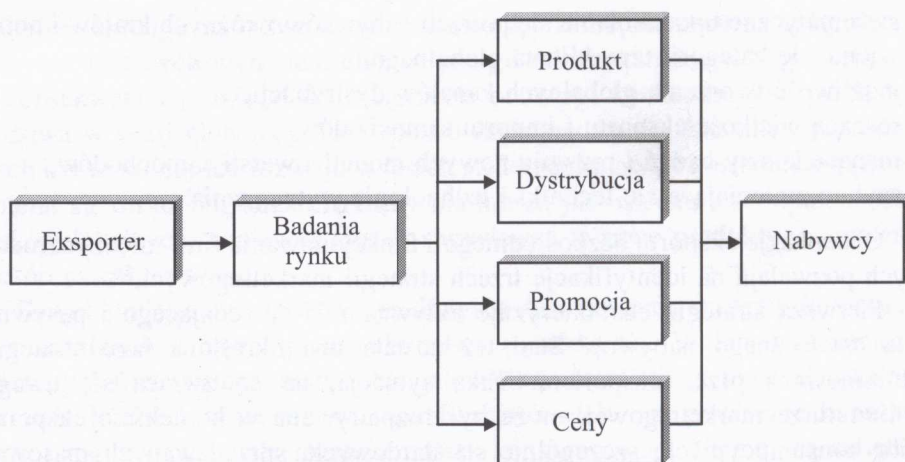 Eksporter
Badania
rynku
Produkt
Dystrybucja
Promocja
Ceny
Nabywcy